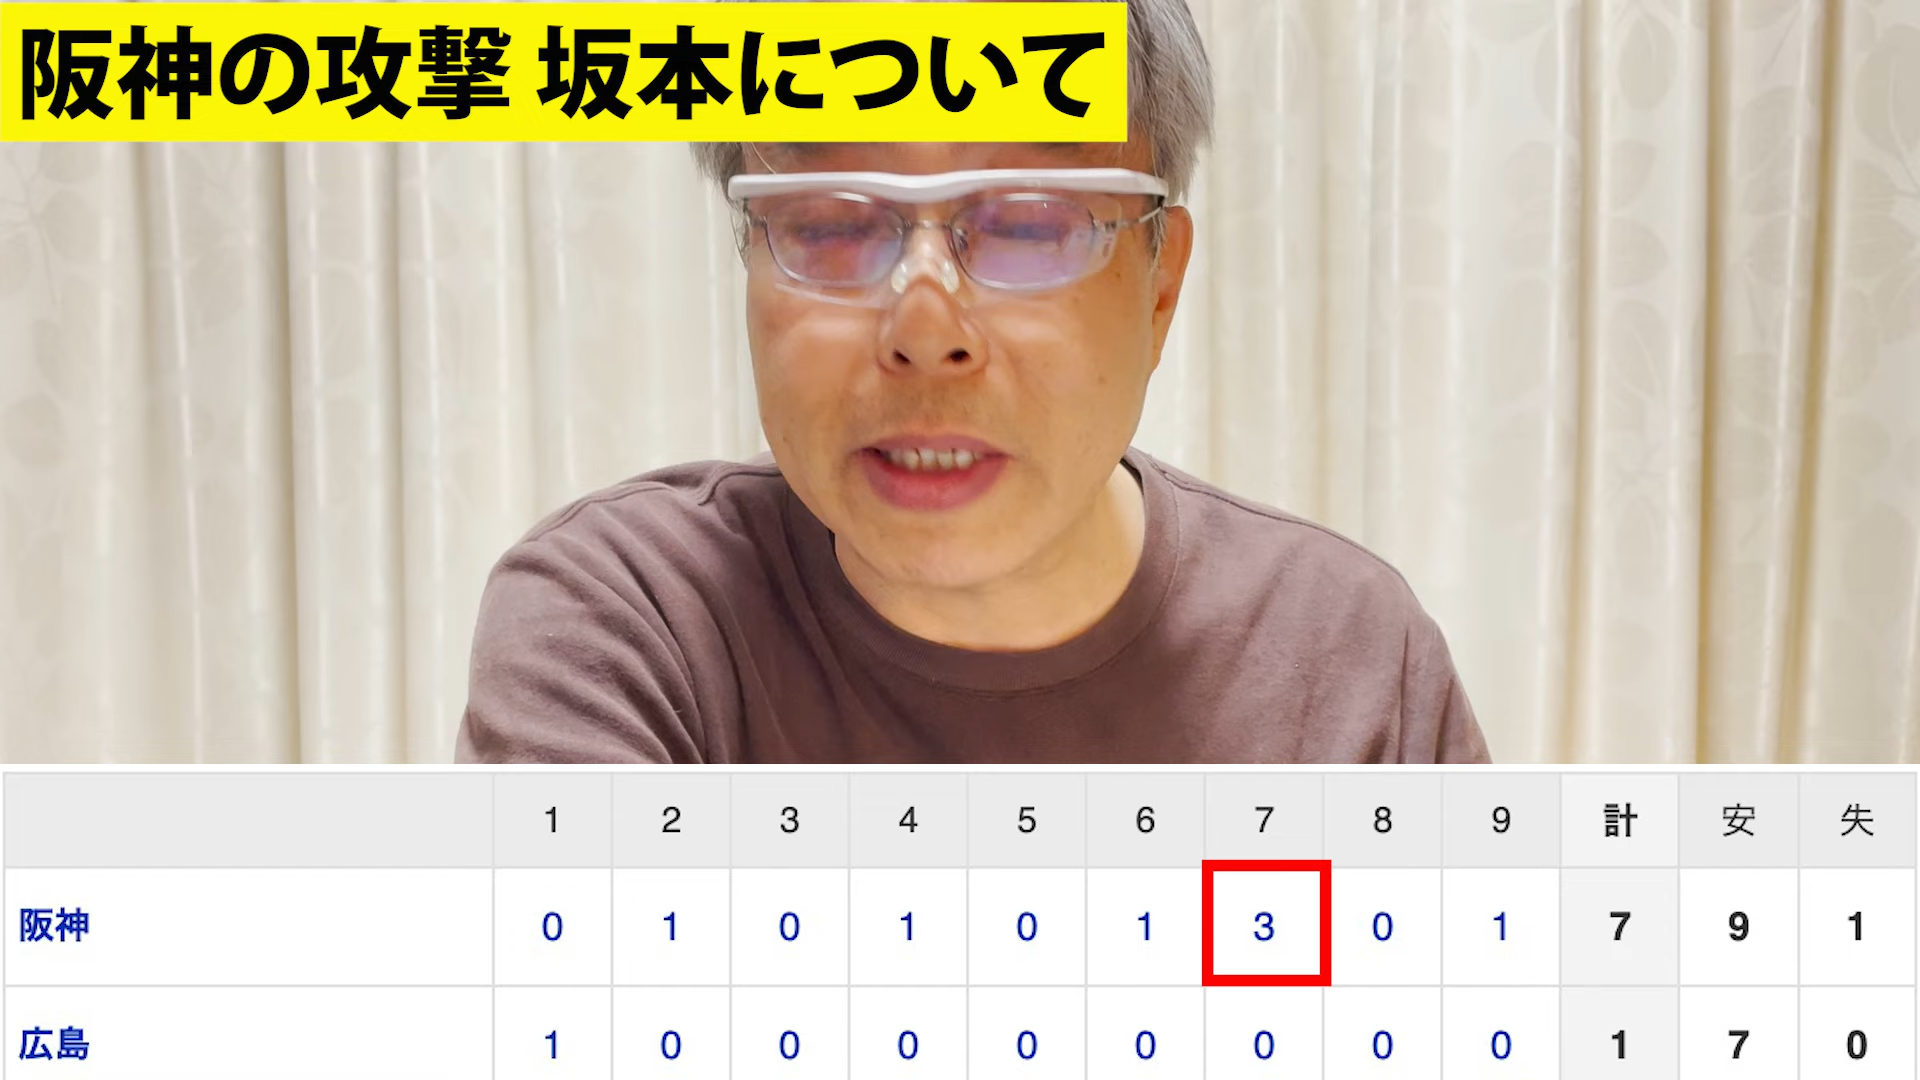 阪神の攻撃 坂本について
1 2 3 4 5 6 7 8 9 計 安 失
阪神 0 1 0 1 0 1 3 0 1 7 9 1
広島 1 0 0 0 0 0 0 0 0 1 7 0